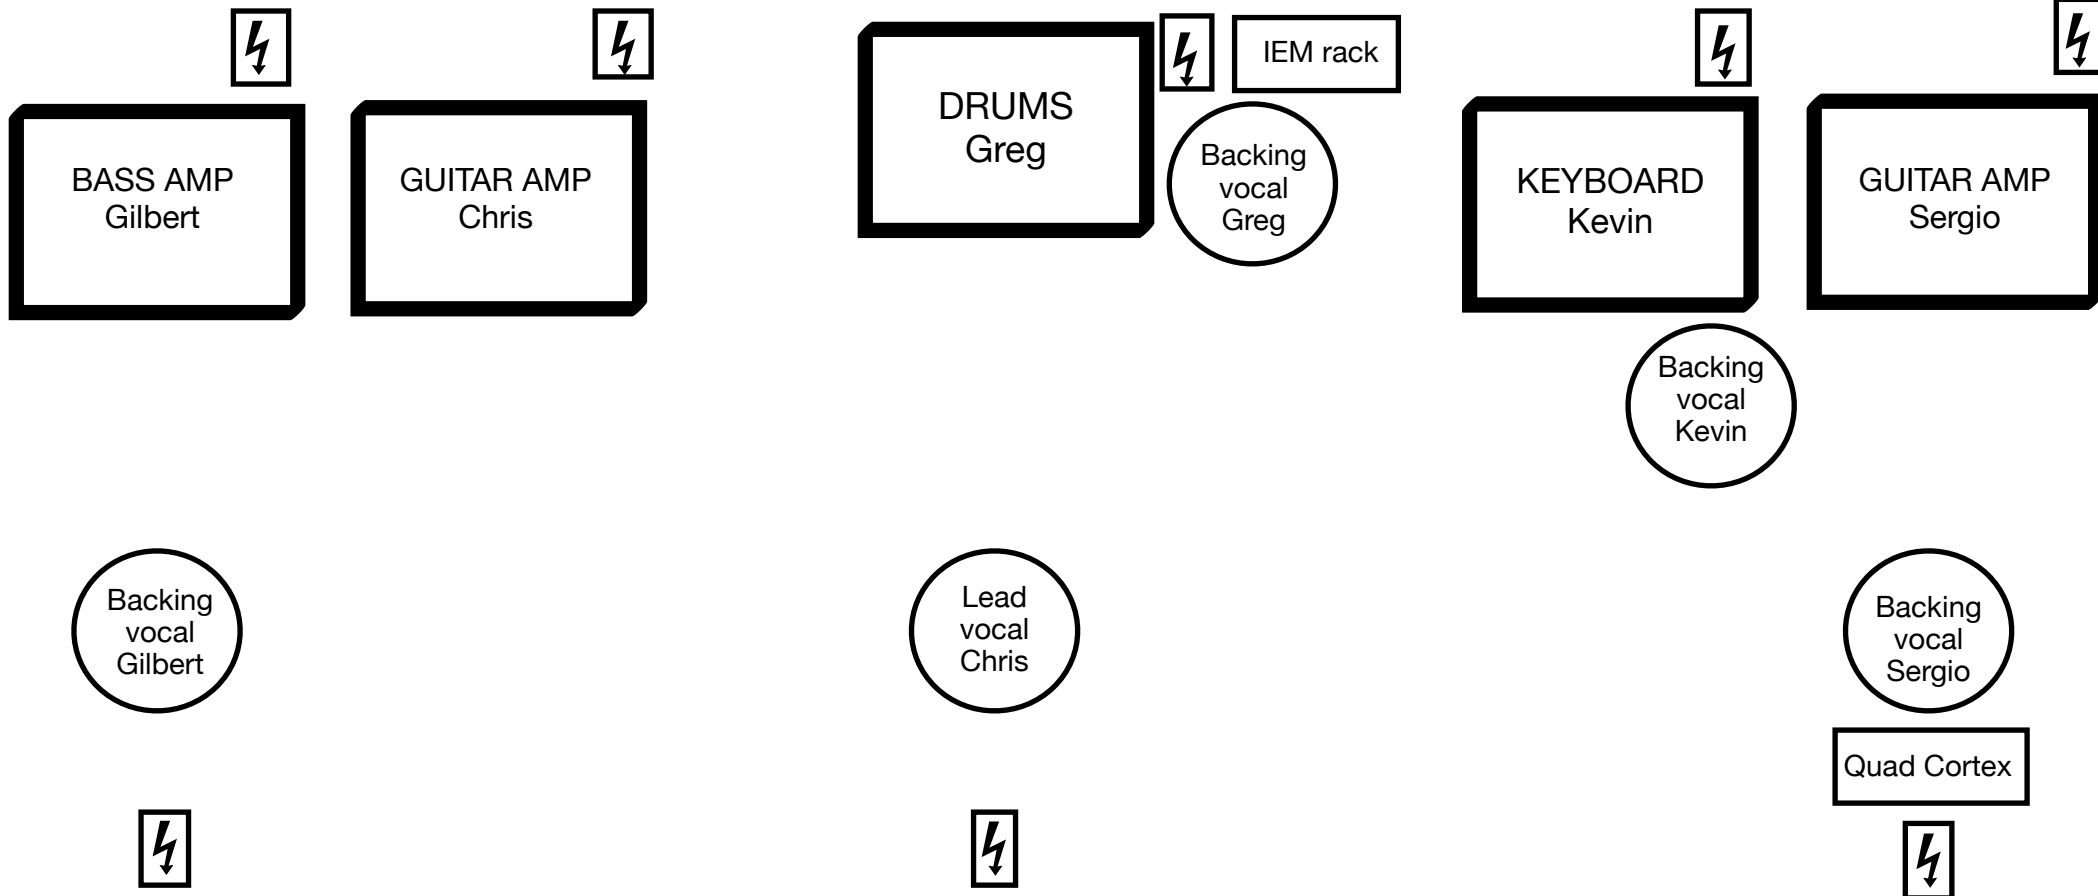 IEM rack
BASS AMP
Gilbert
GUITAR AMP
Chris
DRUMS
Greg
Backing
vocal
Greg
KEYBOARD
Kevin
GUITAR AMP
Sergio
Backing
vocal
Kevin
Backing
vocal
Gilbert
Lead
vocal
Chris
Backing
vocal
Sergio
Quad Cortex